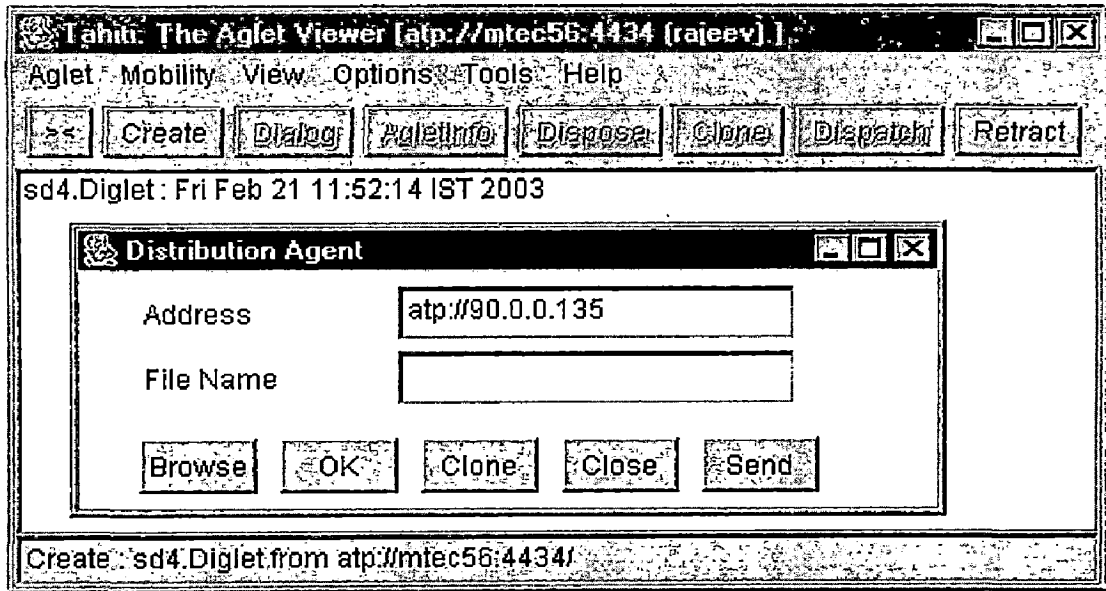 Tahiti: The Aglet Viewer [atp://mtec56:4434 (rajeev).]
Aglet Mobility View Options Tools Help
>< Create Dialog AgletInfo Dispose Clone Dispatch Retract
sd4.Diglet : Fri Feb 21 11:52:14 IST 2003
Distribution Agent
Address atp://90.0.0.135
File Name
Browse OK Clone Close Send
Create : sd4.Diglet from atp://mtec56:4434/